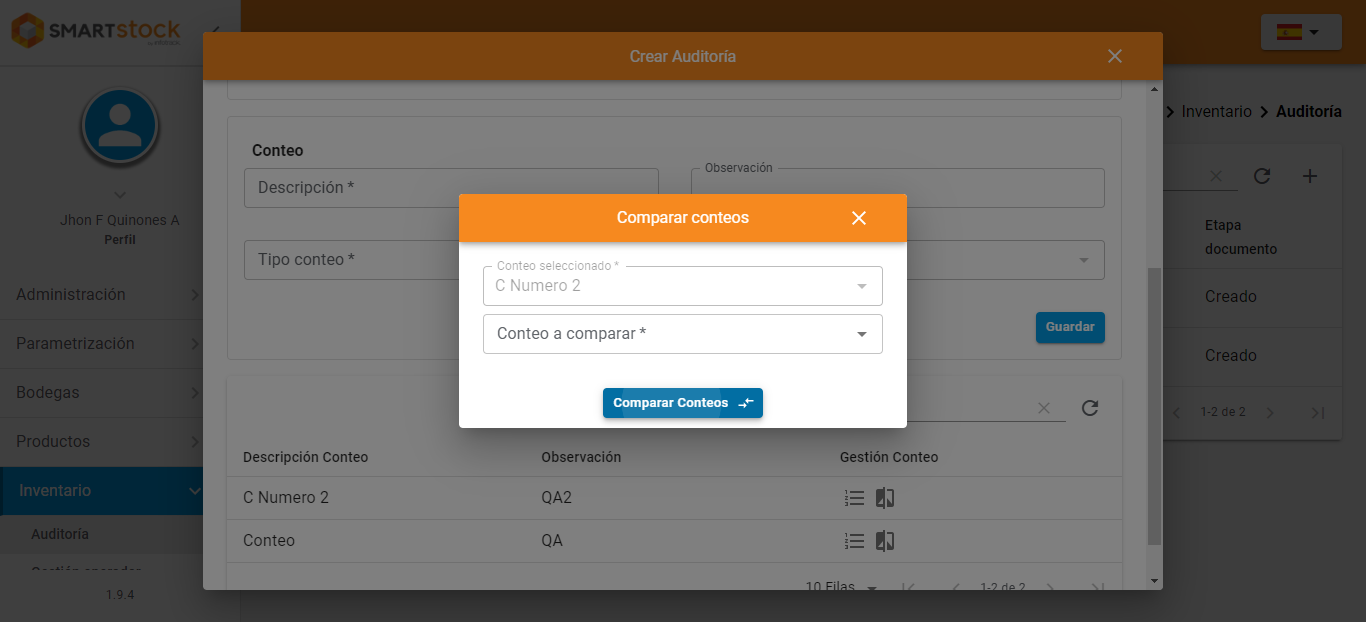 SMARTstock
Crear Auditoría
Inventario
Auditoría
Conteo
Observación
Descripción *
Jhon F Quinones A
Perfil
Comparar conteos
Etapa
documento
Tipo conteo *
Conteo seleccionado *
C Numero 2
Administración
Creado
Conteo a comparar *
Guardar
Parametrización
Creado
Bodegas
Comparar Conteos
1-2 de 2
Productos
Descripción Conteo
Observación
Gestión Conteo
Inventario
C Numero 2
QA2
Auditoría
Conteo
QA
10 Filas
1-2 de 2
1.9.4